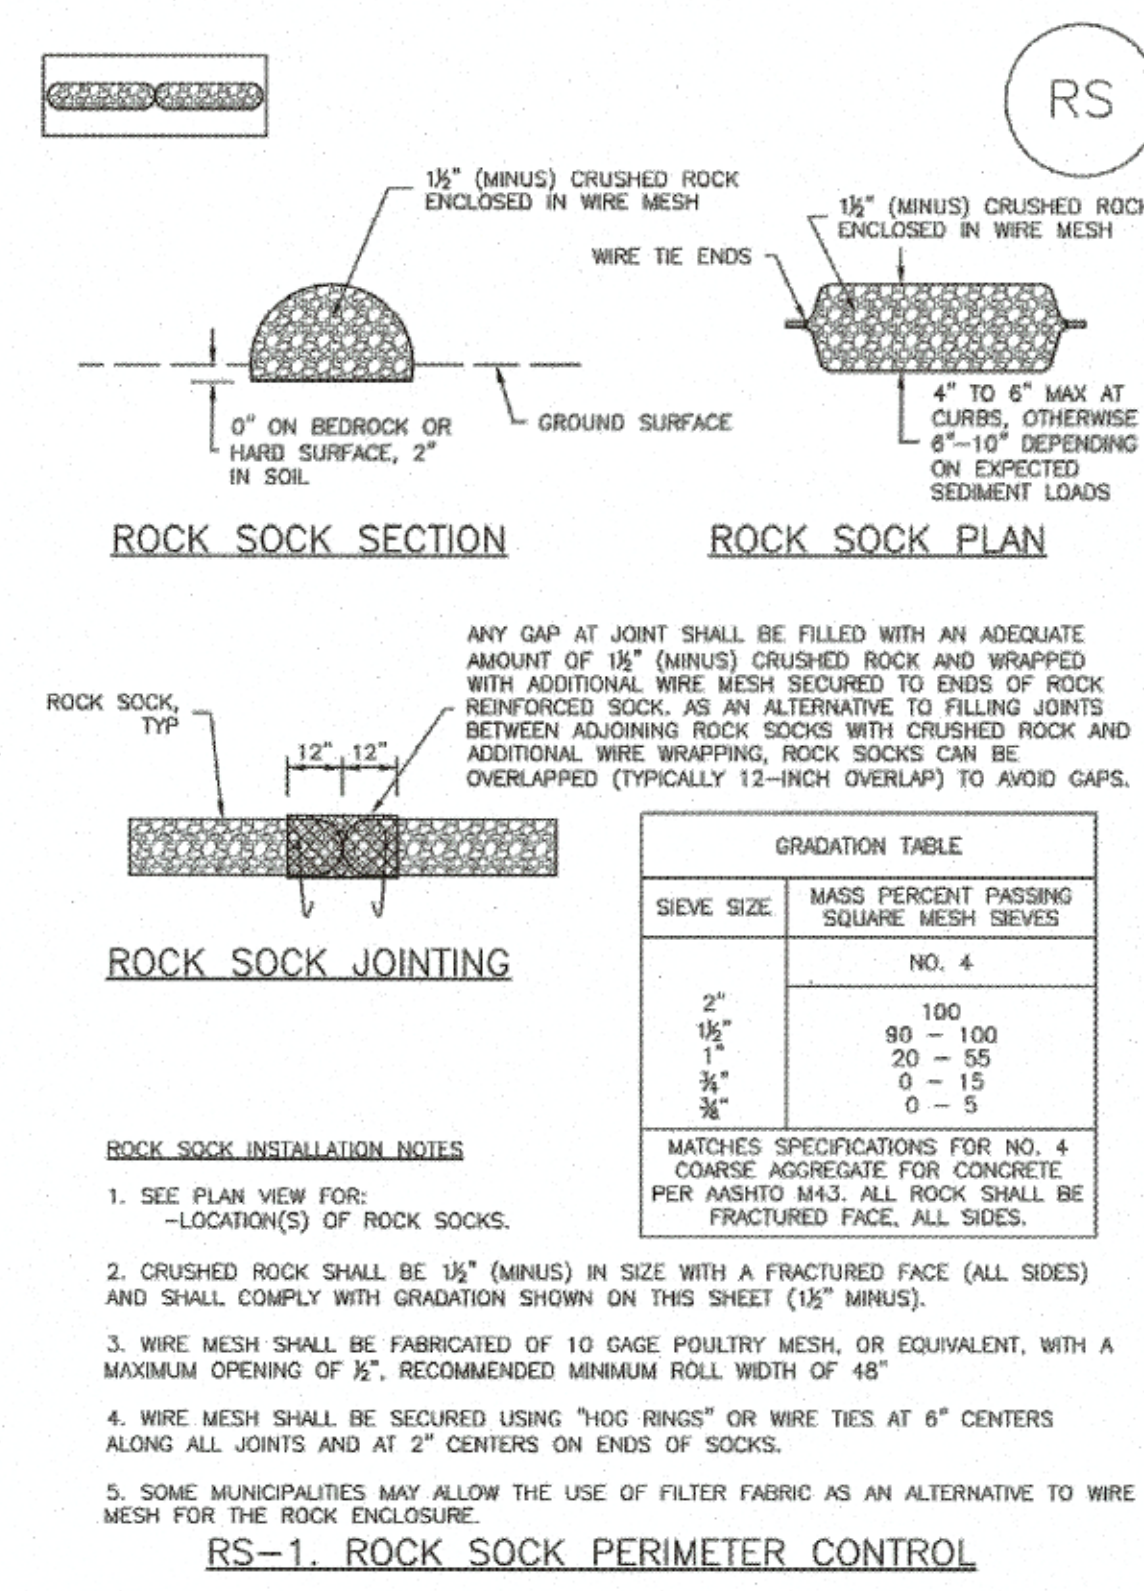 RS
1½" (MINUS) CRUSHED ROCK
ENCLOSED IN WIRE MESH
1½" (MINUS) CRUSHED ROCK
ENCLOSED IN WIRE MESH
WIRE TIE ENDS
0" ON BEDROCK OR
HARD SURFACE, 2"
IN SOIL
GROUND SURFACE
4" TO 6" MAX AT
CURBS, OTHERWISE
6"-10" DEPENDING
ON EXPECTED
SEDIMENT LOADS
ROCK SOCK SECTION
ROCK SOCK PLAN
ANY GAP AT JOINT SHALL BE FILLED WITH AN ADEQUATE
AMOUNT OF 1½" (MINUS) CRUSHED ROCK AND WRAPPED
WITH ADDITIONAL WIRE MESH SECURED TO ENDS OF ROCK
REINFORCED SOCK. AS AN ALTERNATIVE TO FILLING JOINTS
BETWEEN ADJOINING ROCK SOCKS WITH CRUSHED ROCK AND
ADDITIONAL WIRE WRAPPING, ROCK SOCKS CAN BE
OVERLAPPED (TYPICALLY 12-INCH OVERLAP) TO AVOID GAPS.
ROCK SOCK,
TYP
12" 12"
ROCK SOCK JOINTING
GRADATION TABLE
SIEVE SIZE
MASS PERCENT PASSING
SQUARE MESH SIEVES
NO. 4
2" 100
1½" 90 - 100
1" 20 - 55
¾" 0 - 15
⅜" 0 - 5
MATCHES SPECIFICATIONS FOR NO. 4
COARSE AGGREGATE FOR CONCRETE
PER AASHTO M43. ALL ROCK SHALL BE
FRACTURED FACE, ALL SIDES.
ROCK SOCK INSTALLATION NOTES
1. SEE PLAN VIEW FOR:
-LOCATION(S) OF ROCK SOCKS.
2. CRUSHED ROCK SHALL BE 1½" (MINUS) IN SIZE WITH A FRACTURED FACE (ALL SIDES)
AND SHALL COMPLY WITH GRADATION SHOWN ON THIS SHEET (1½" MINUS).
3. WIRE MESH SHALL BE FABRICATED OF 10 GAGE POULTRY MESH, OR EQUIVALENT, WITH A
MAXIMUM OPENING OF ½", RECOMMENDED MINIMUM ROLL WIDTH OF 48"
4. WIRE MESH SHALL BE SECURED USING "HOG RINGS" OR WIRE TIES AT 6" CENTERS
ALONG ALL JOINTS AND AT 2" CENTERS ON ENDS OF SOCKS.
5. SOME MUNICIPALITIES MAY ALLOW THE USE OF FILTER FABRIC AS AN ALTERNATIVE TO WIRE
MESH FOR THE ROCK ENCLOSURE.
RS-1. ROCK SOCK PERIMETER CONTROL